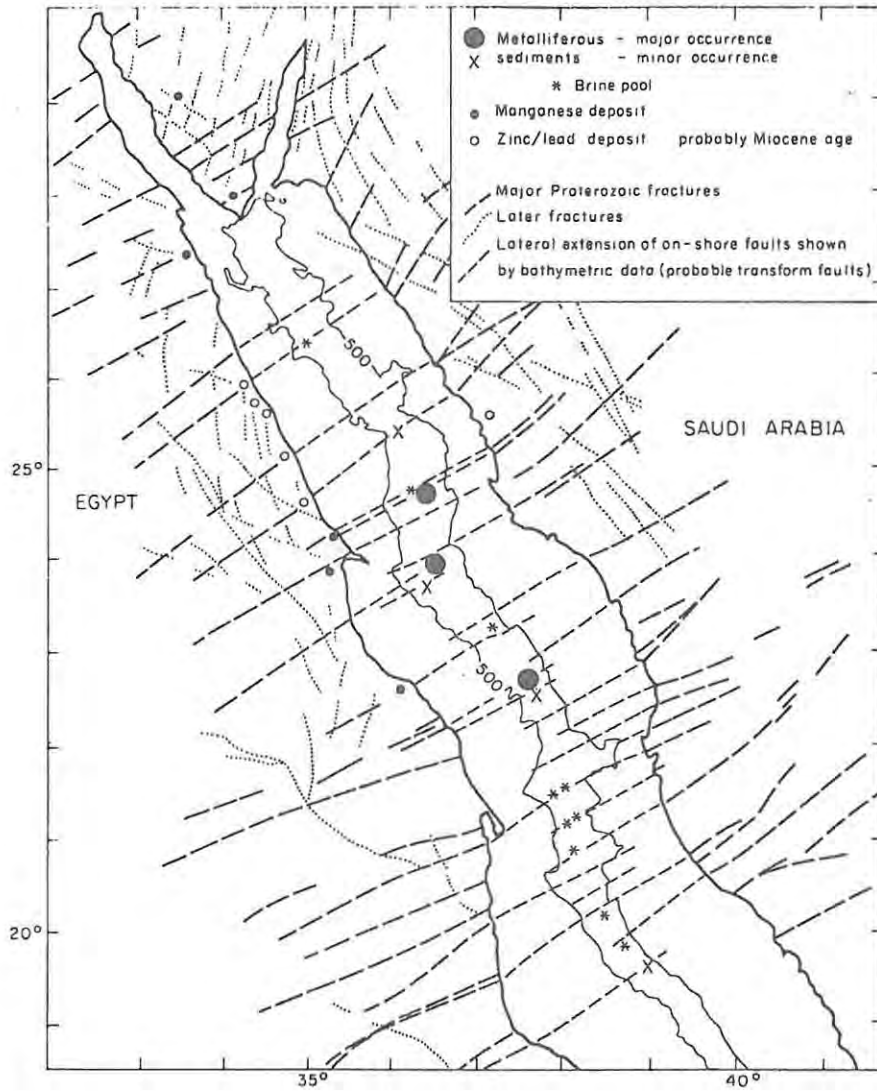 Metalliferous - major occurrence
sediments - minor occurrence
Brine pool
Manganese deposit
Zinc/lead deposit probably Miocene age
Major Proterozoic fractures
Later fractures
Lateral extension of on-shore faults shown
by bathymetric data (probable transform faults)
500
SAUDI ARABIA
25°
EGYPT
500
20°
35°
40°